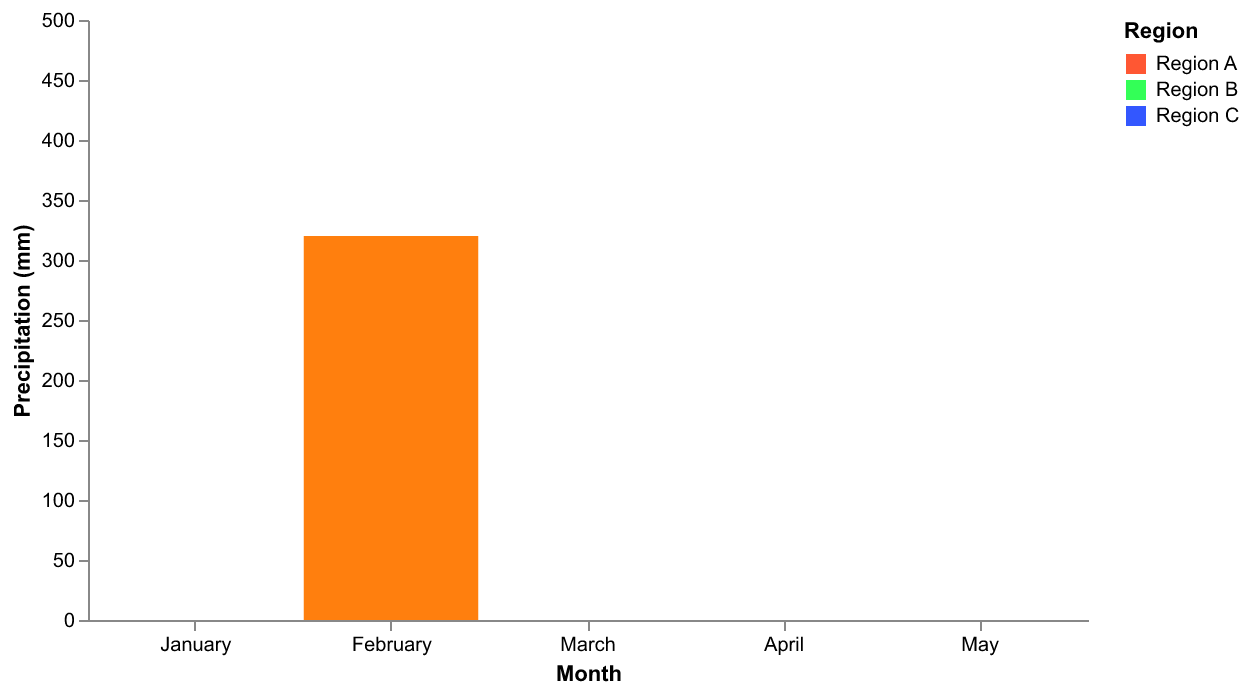 Region
Region A
Region B
Region C
Precipitation (mm)
500
450
400
350
300
250
200
150
100
50
0
January February March April May
Month